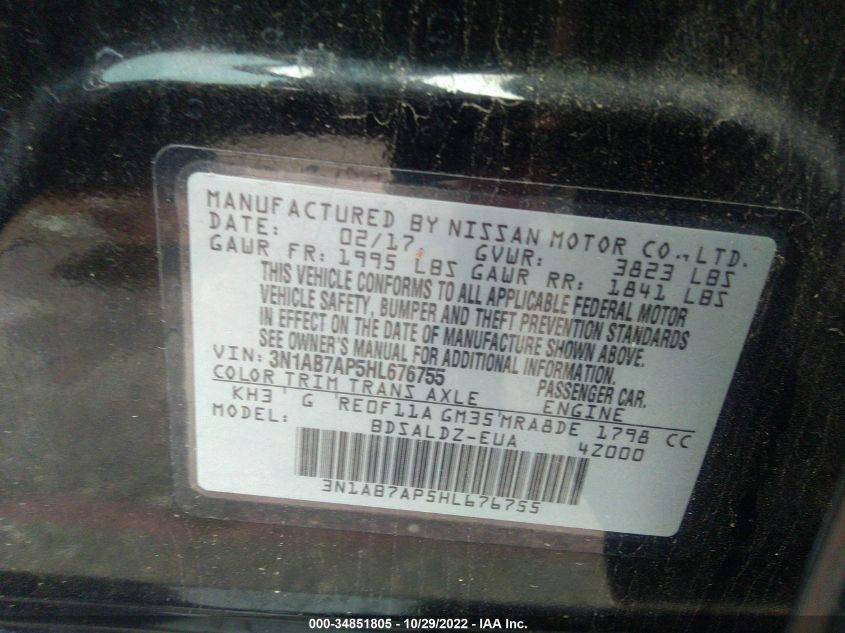 MANUFACTURED BY NISSAN MOTOR CO., LTD.
DATE: 02/17 GVWR: 3823 LBS
GAWR FR: 1995 LBS GAWR RR: 1841 LBS
THIS VEHICLE CONFORMS TO ALL APPLICABLE FEDERAL MOTOR
VEHICLE SAFETY, BUMPER AND THEFT PREVENTION STANDARDS
IN EFFECT ON THE DATE OF MANUFACTURE SHOWN ABOVE.
SEE OWNER'S MANUAL FOR ADDITIONAL INFORMATION.
VIN: 3N1AB7AP5HL676755 PASSENGER CAR.
COLOR TRIM TRANS AXLE ENGINE
KH3 ' G 'RE0F11A GM35'MRA8DE 1798 CC
MODEL: BDSALDZ-EUA 4Z000
3N1AB7AP5HL676755
000-34851805 - 10/29/2022 - IAA Inc.